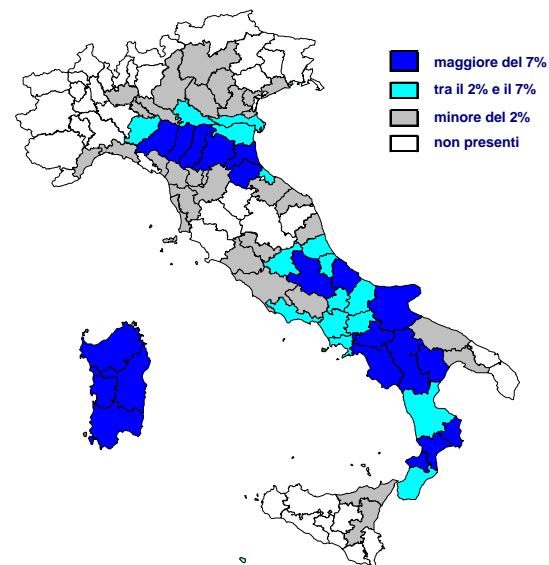 maggiore del 7%
tra il 2% e il 7%
minore del 2%
non presenti